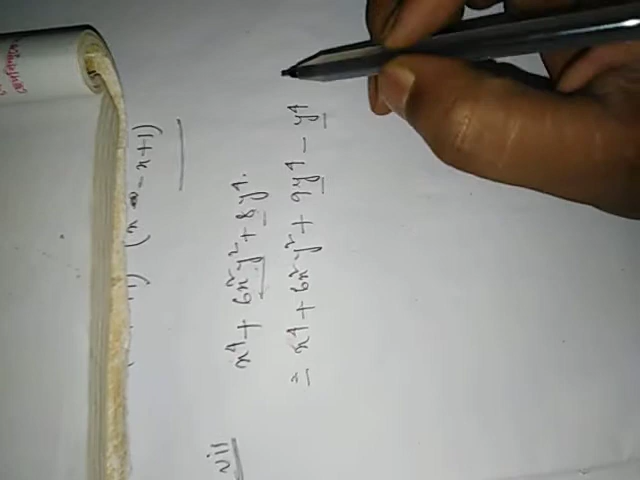 (x² - x + 1)
vii
x⁴ + 6x²y² + 8y⁴.
= x⁴ + 6x²y² + 9y⁴ - y⁴